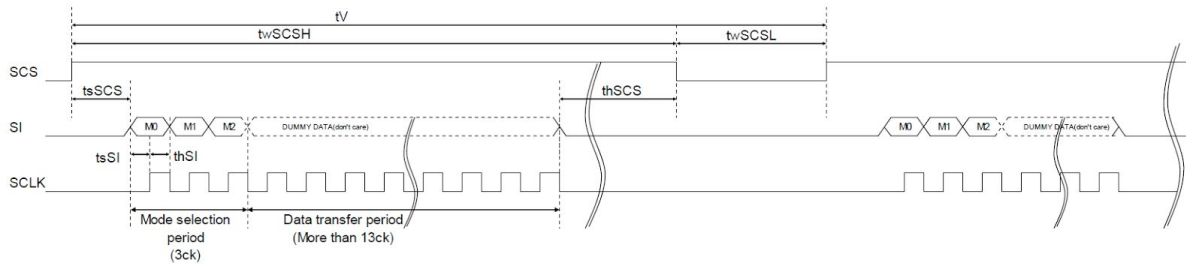 tV
twSCSH
twSCSL
SCS
tsSCS
thSCS
SI
M0
M1
M2
DUMMY DATA(don't care)
M0
M1
M2
DUMMY DATA(don't care)
tsSI
thSI
SCLK
Mode selection
period
(3ck)
Data transfer period
(More than 13ck)